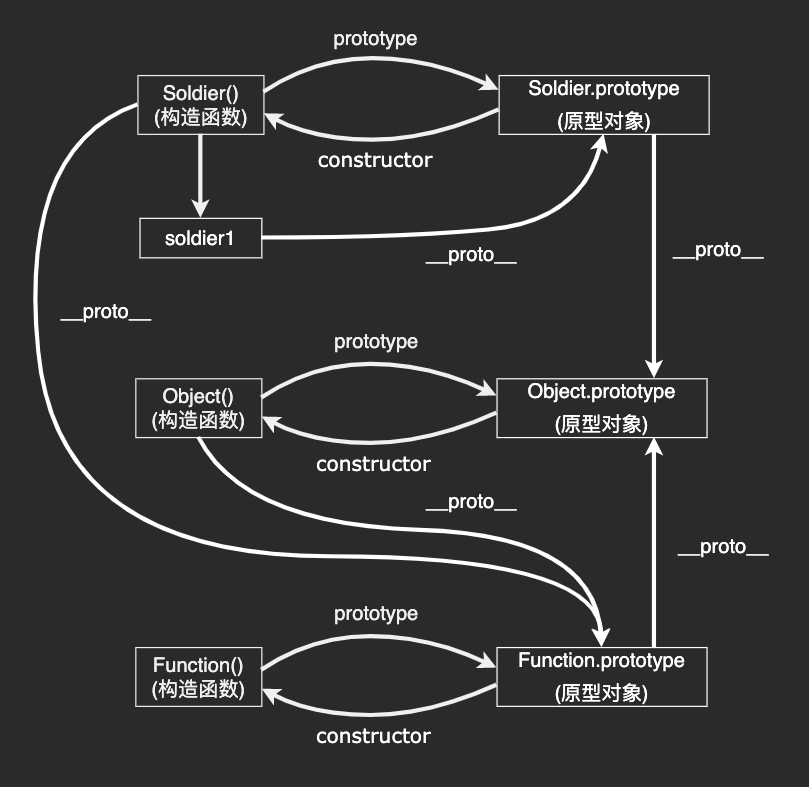 prototype
Soldier()
(构造函数)
Soldier.prototype
(原型对象)
constructor
soldier1
__proto__
__proto__
__proto__
prototype
Object()
(构造函数)
Object.prototype
(原型对象)
constructor
__proto__
__proto__
prototype
Function()
(构造函数)
Function.prototype
(原型对象)
constructor